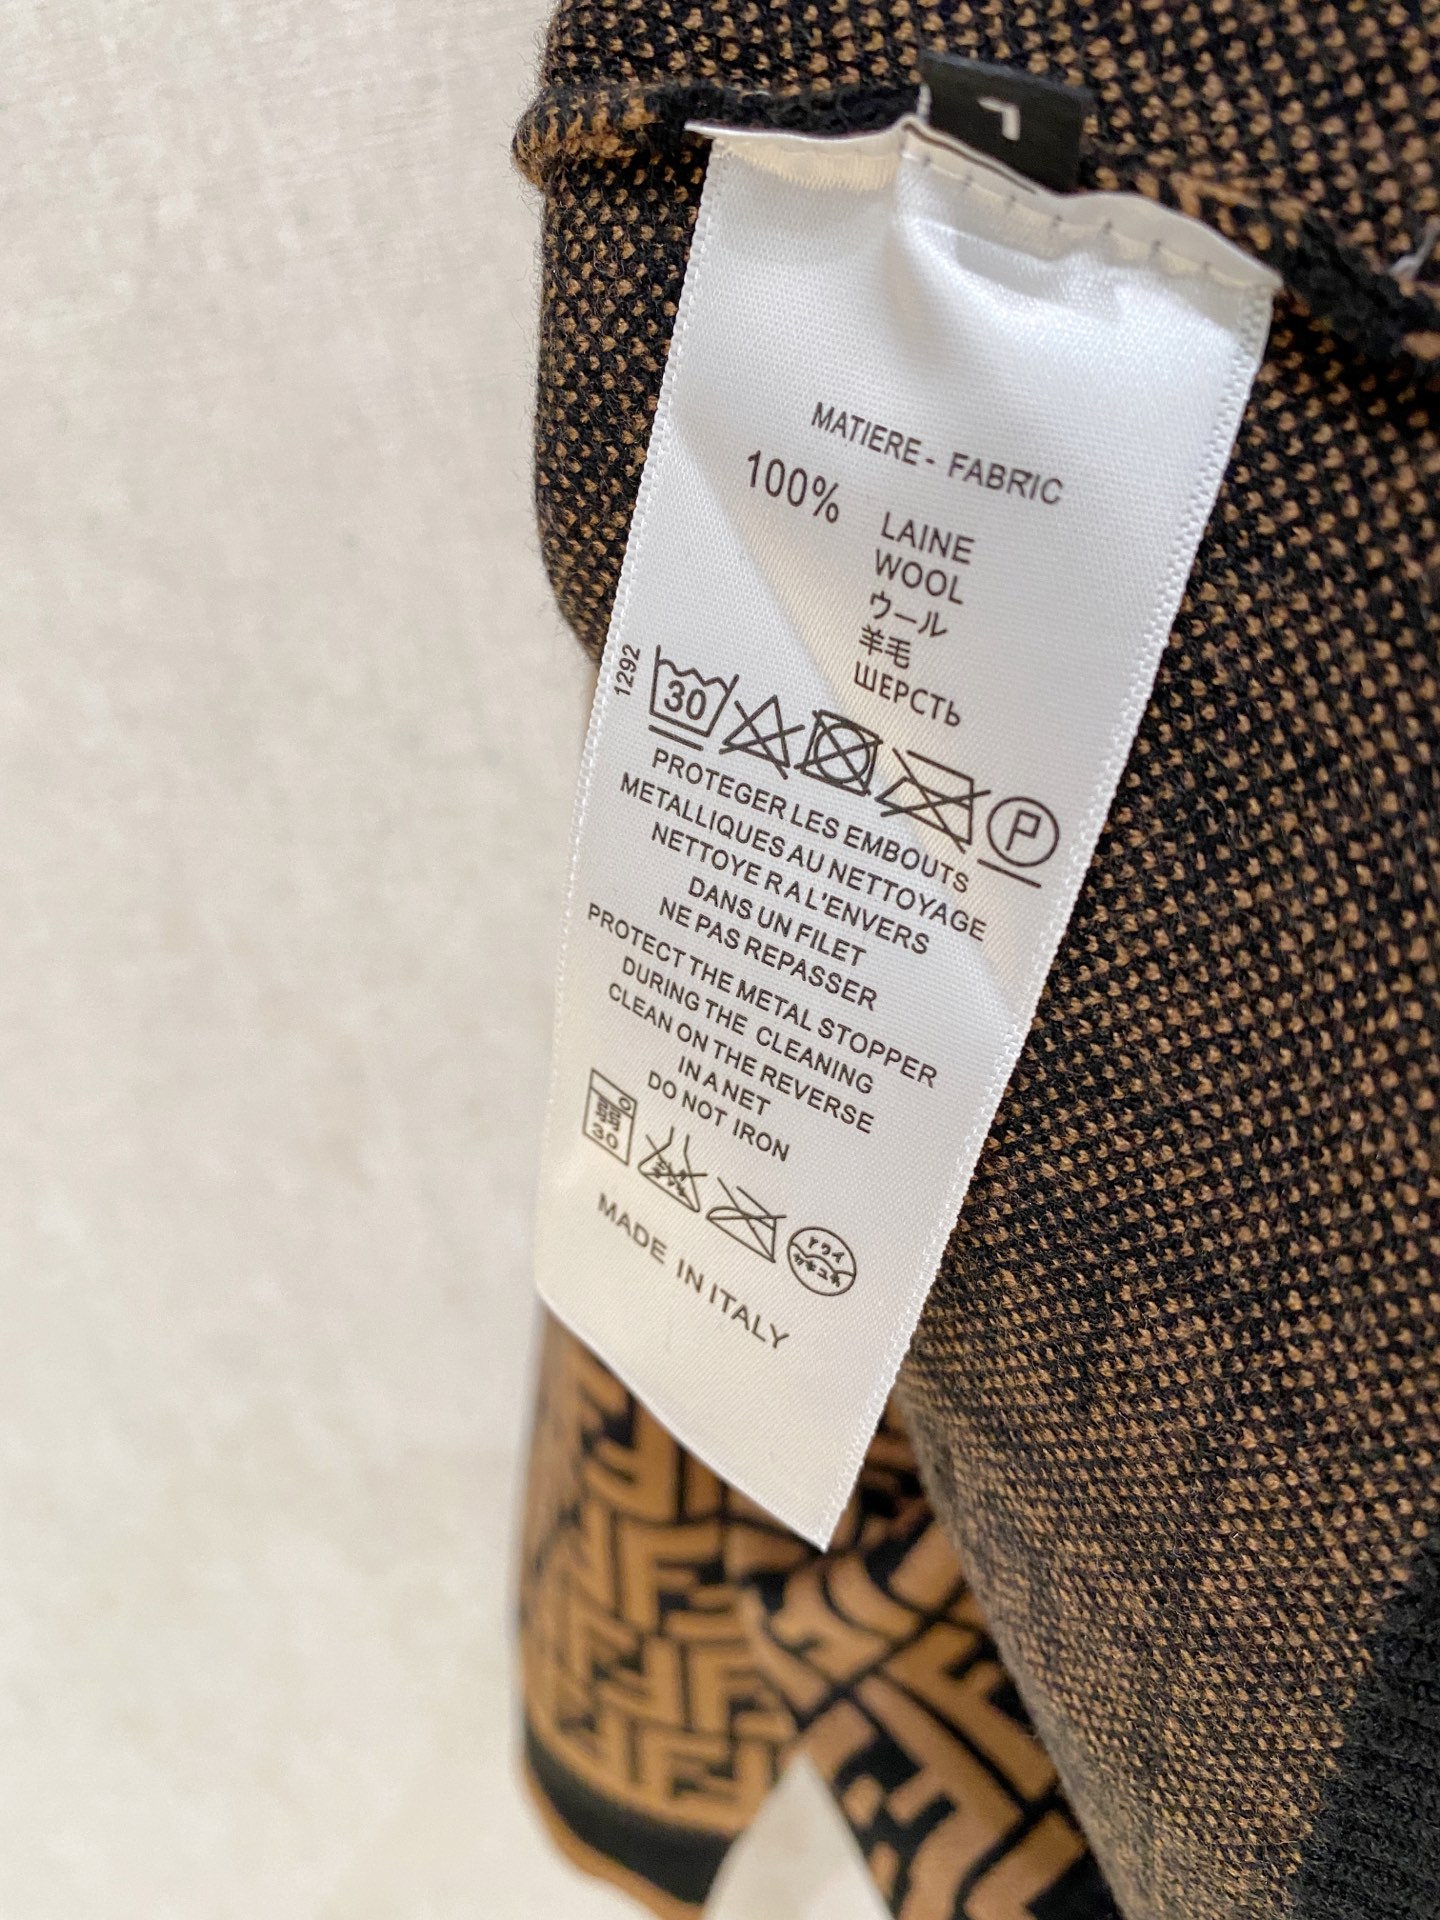 L
MATIERE - FABRIC
100% LAINE
WOOL
ウール
羊毛
ШЕРСТЬ
1292
30
P
PROTEGER LES EMBOUTS
METALLIQUES AU NETTOYAGE
NETTOYER A L'ENVERS
DANS UN FILET
NE PAS REPASSER
PROTECT THE METAL STOPPER
DURING THE CLEANING
CLEAN ON THE REVERSE
IN A NET
DO NOT IRON
30
MADE IN ITALY